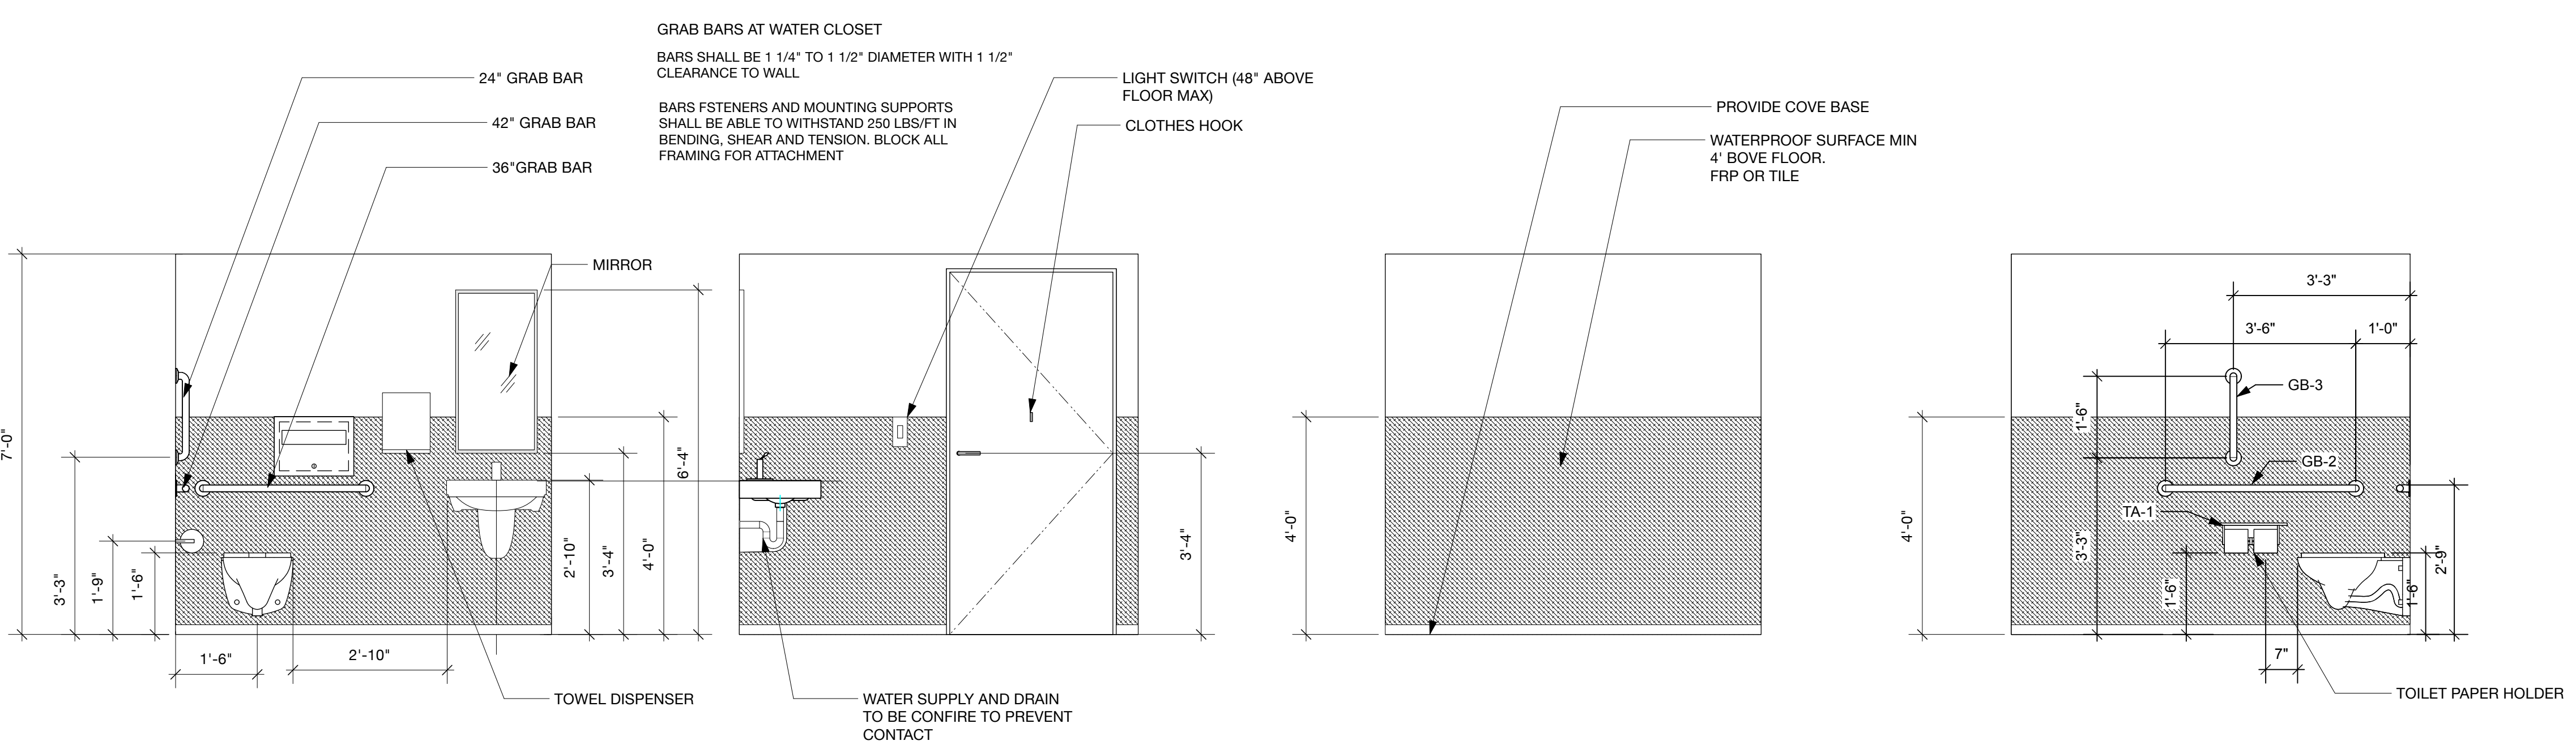 GRAB BARS AT WATER CLOSET
BARS SHALL BE 1 1/4" TO 1 1/2" DIAMETER WITH 1 1/2"
CLEARANCE TO WALL
BARS FSTENERS AND MOUNTING SUPPORTS
SHALL BE ABLE TO WITHSTAND 250 LBS/FT IN
BENDING, SHEAR AND TENSION. BLOCK ALL
FRAMING FOR ATTACHMENT
24" GRAB BAR
42" GRAB BAR
36"GRAB BAR
MIRROR
7'-0"
3'-3"
1'-9"
1'-6"
1'-6"
2'-10"
2'-10"
3'-4"
4'-0"
6'-4"
TOWEL DISPENSER
LIGHT SWITCH (48" ABOVE
FLOOR MAX)
CLOTHES HOOK
3'-4"
WATER SUPPLY AND DRAIN
TO BE CONFIRE TO PREVENT
CONTACT
PROVIDE COVE BASE
WATERPROOF SURFACE MIN
4' BOVE FLOOR.
FRP OR TILE
4'-0"
4'-0"
3'-3"
3'-6"
1'-0"
1'-6"
GB-3
GB-2
TA-1
3'-3"
1'-6"
1'-6"
2'-9"
7"
TOILET PAPER HOLDER